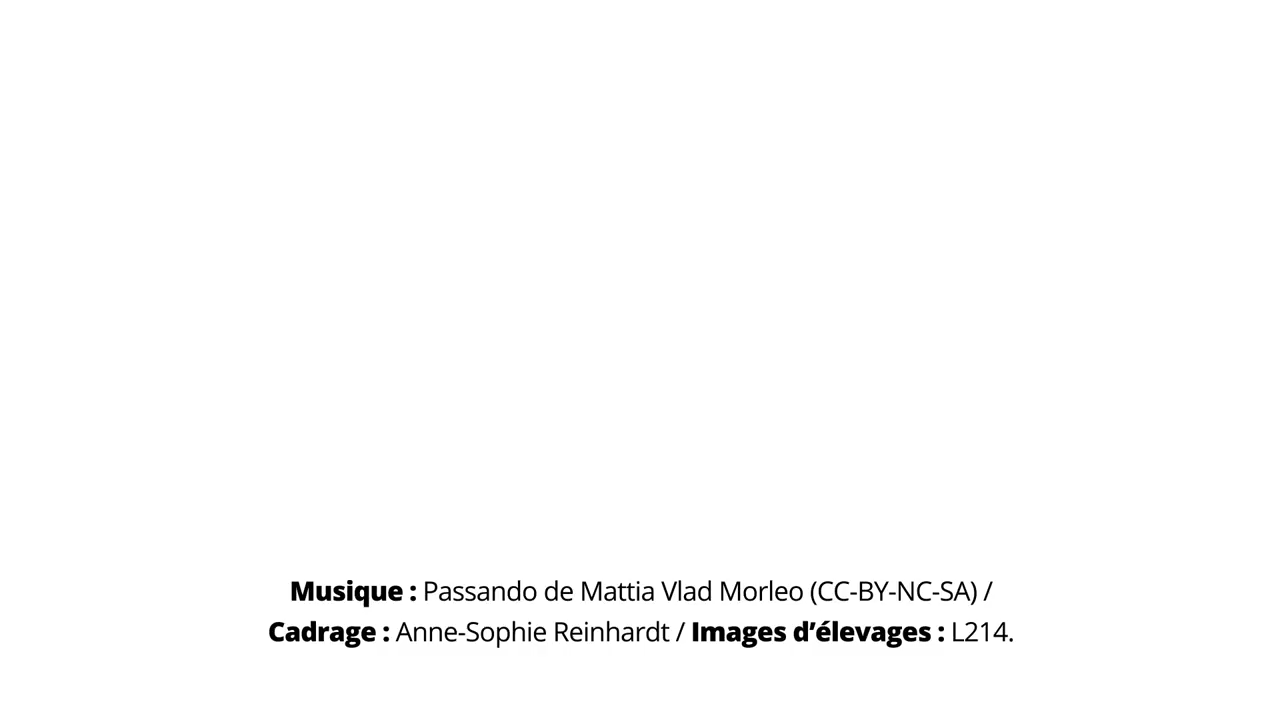 Musique : Passando de Mattia Vlad Morleo (CC-BY-NC-SA) /
Cadrage : Anne-Sophie Reinhardt / Images d’élevages : L214.